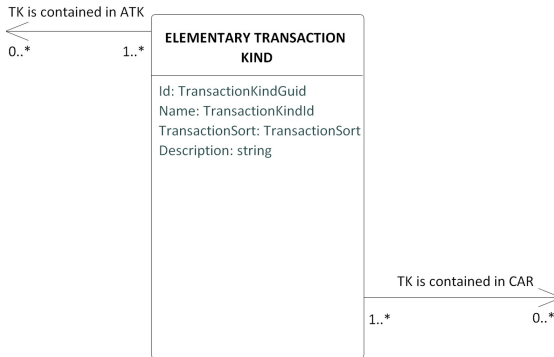 TK is contained in ATK
0..*
1..*
ELEMENTARY TRANSACTION
KIND
Id: TransactionKindGuid
Name: TransactionKindId
TransactionSort: TransactionSort
Description: string
TK is contained in CAR
1..*
0..*